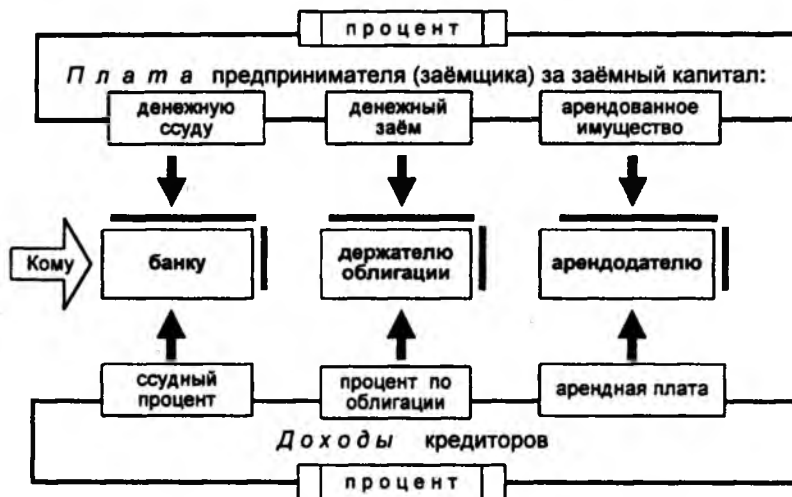 процент
Плата предпринимателя (заёмщика) за заёмный капитал:
денежную
ссуду
денежный
заём
арендованное
имущество
Кому
банку
держателю
облигации
арендодателю
ссудный
процент
процент по
облигации
арендная плата
Доходы кредиторов
процент